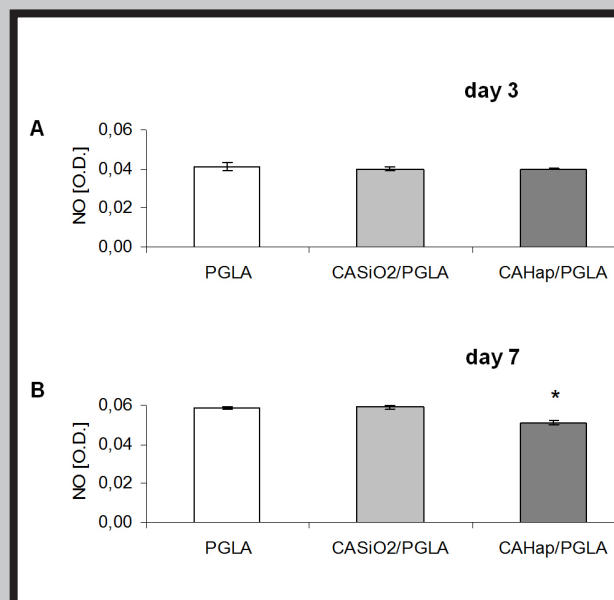 day 3
A
NO [O.D.]
0,06
0,04
0,02
0,00
PGLA CASiO2/PGLA CAHap/PGLA
day 7
B
*
NO [O.D.]
0,06
0,04
0,02
0,00
PGLA CASiO2/PGLA CAHap/PGLA